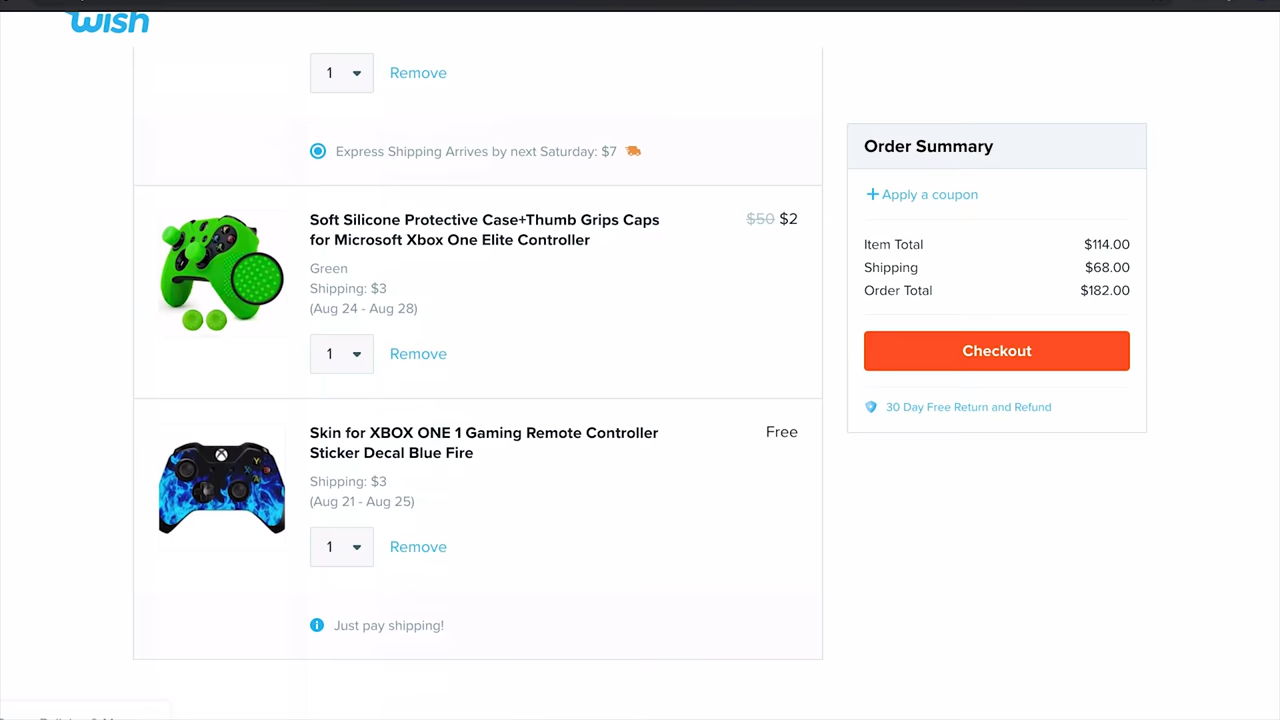 wish
1
Remove
Express Shipping Arrives by next Saturday: $7
Soft Silicone Protective Case+Thumb Grips Caps
for Microsoft Xbox One Elite Controller
$50 $2
Green
Shipping: $3
(Aug 24 - Aug 28)
1
Remove
Skin for XBOX ONE 1 Gaming Remote Controller
Sticker Decal Blue Fire
Free
Shipping: $3
(Aug 21 - Aug 25)
1
Remove
Just pay shipping!
Order Summary
+ Apply a coupon
Item Total $114.00
Shipping $68.00
Order Total $182.00
Checkout
30 Day Free Return and Refund